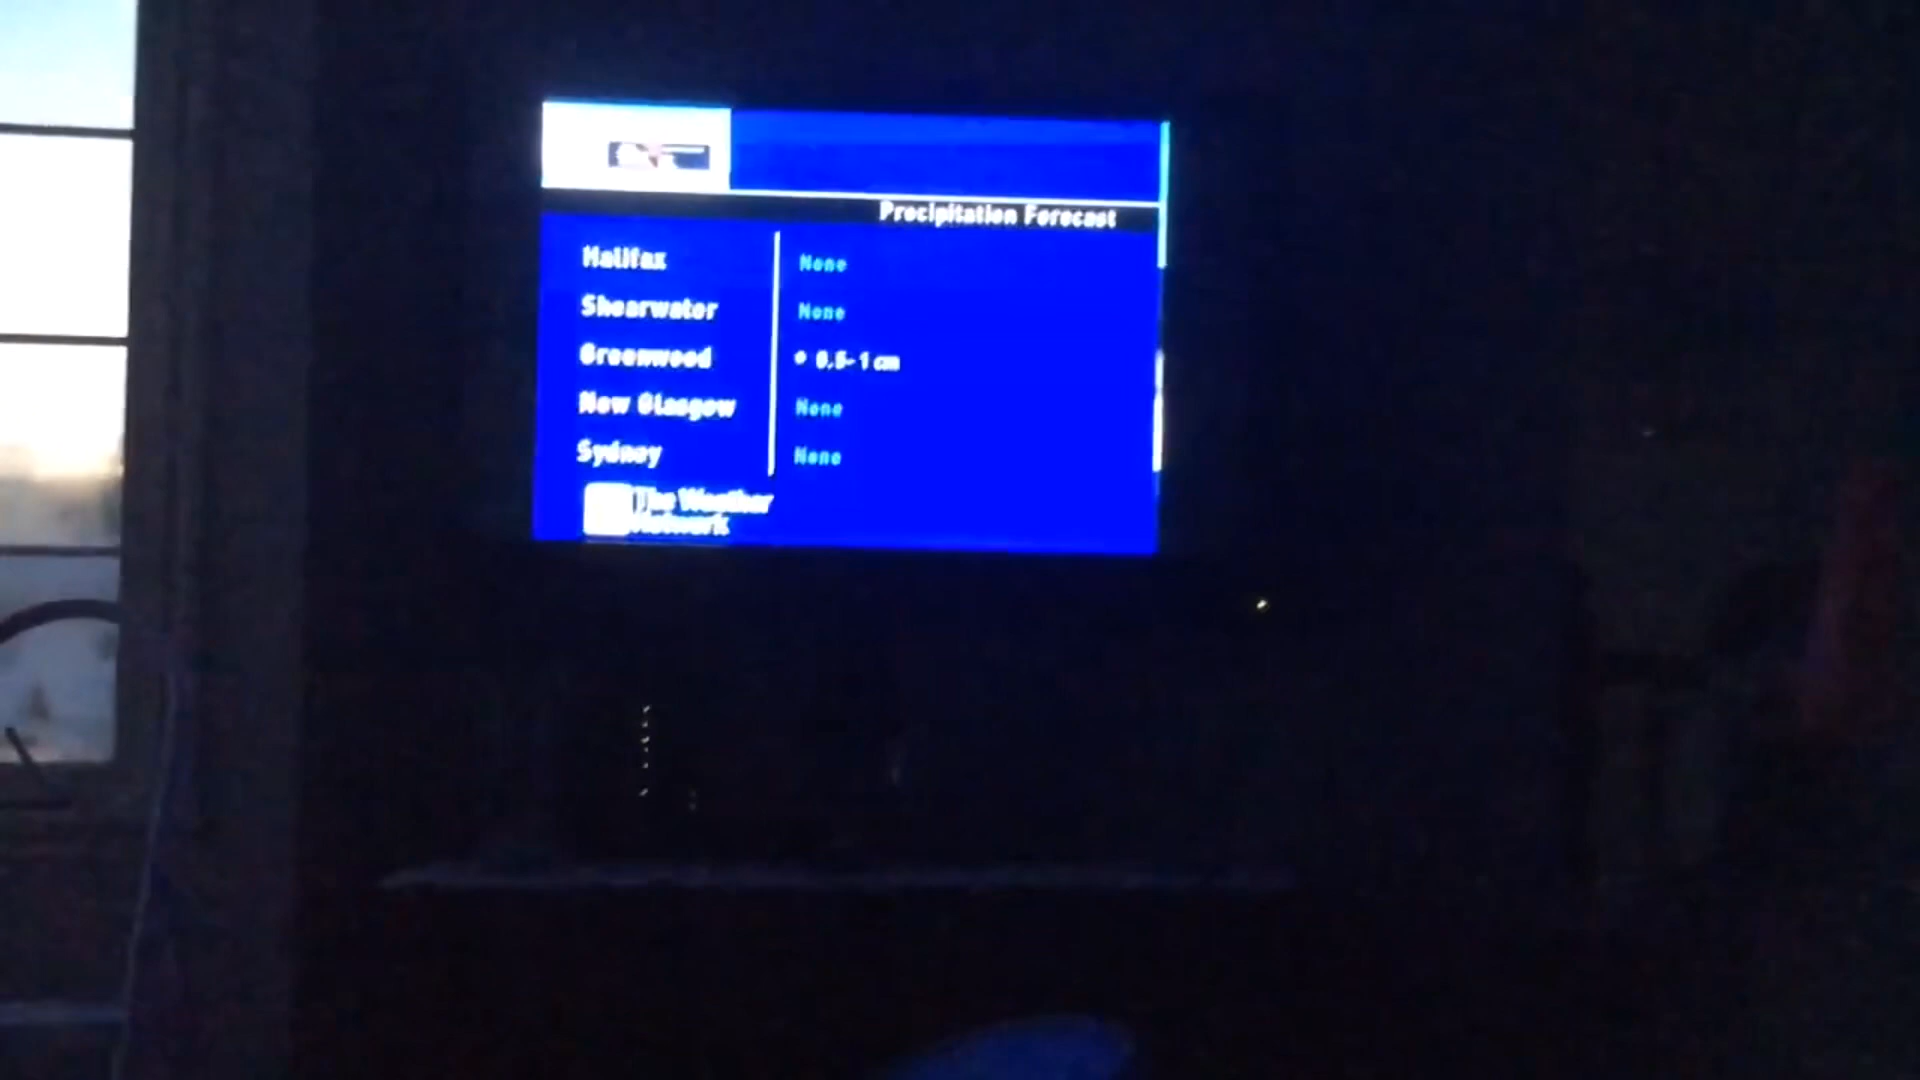 Precipitation Forecast
Halifax None
Shearwater None
Greenwood 0.5-1 cm
New Glasgow None
Sydney None
The Weather
Network